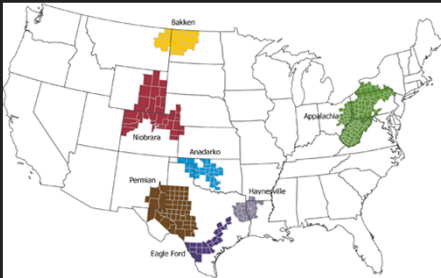 Bakken
Appalachia
Niobrara
Anadarko
Permian
Haynesville
Eagle Ford